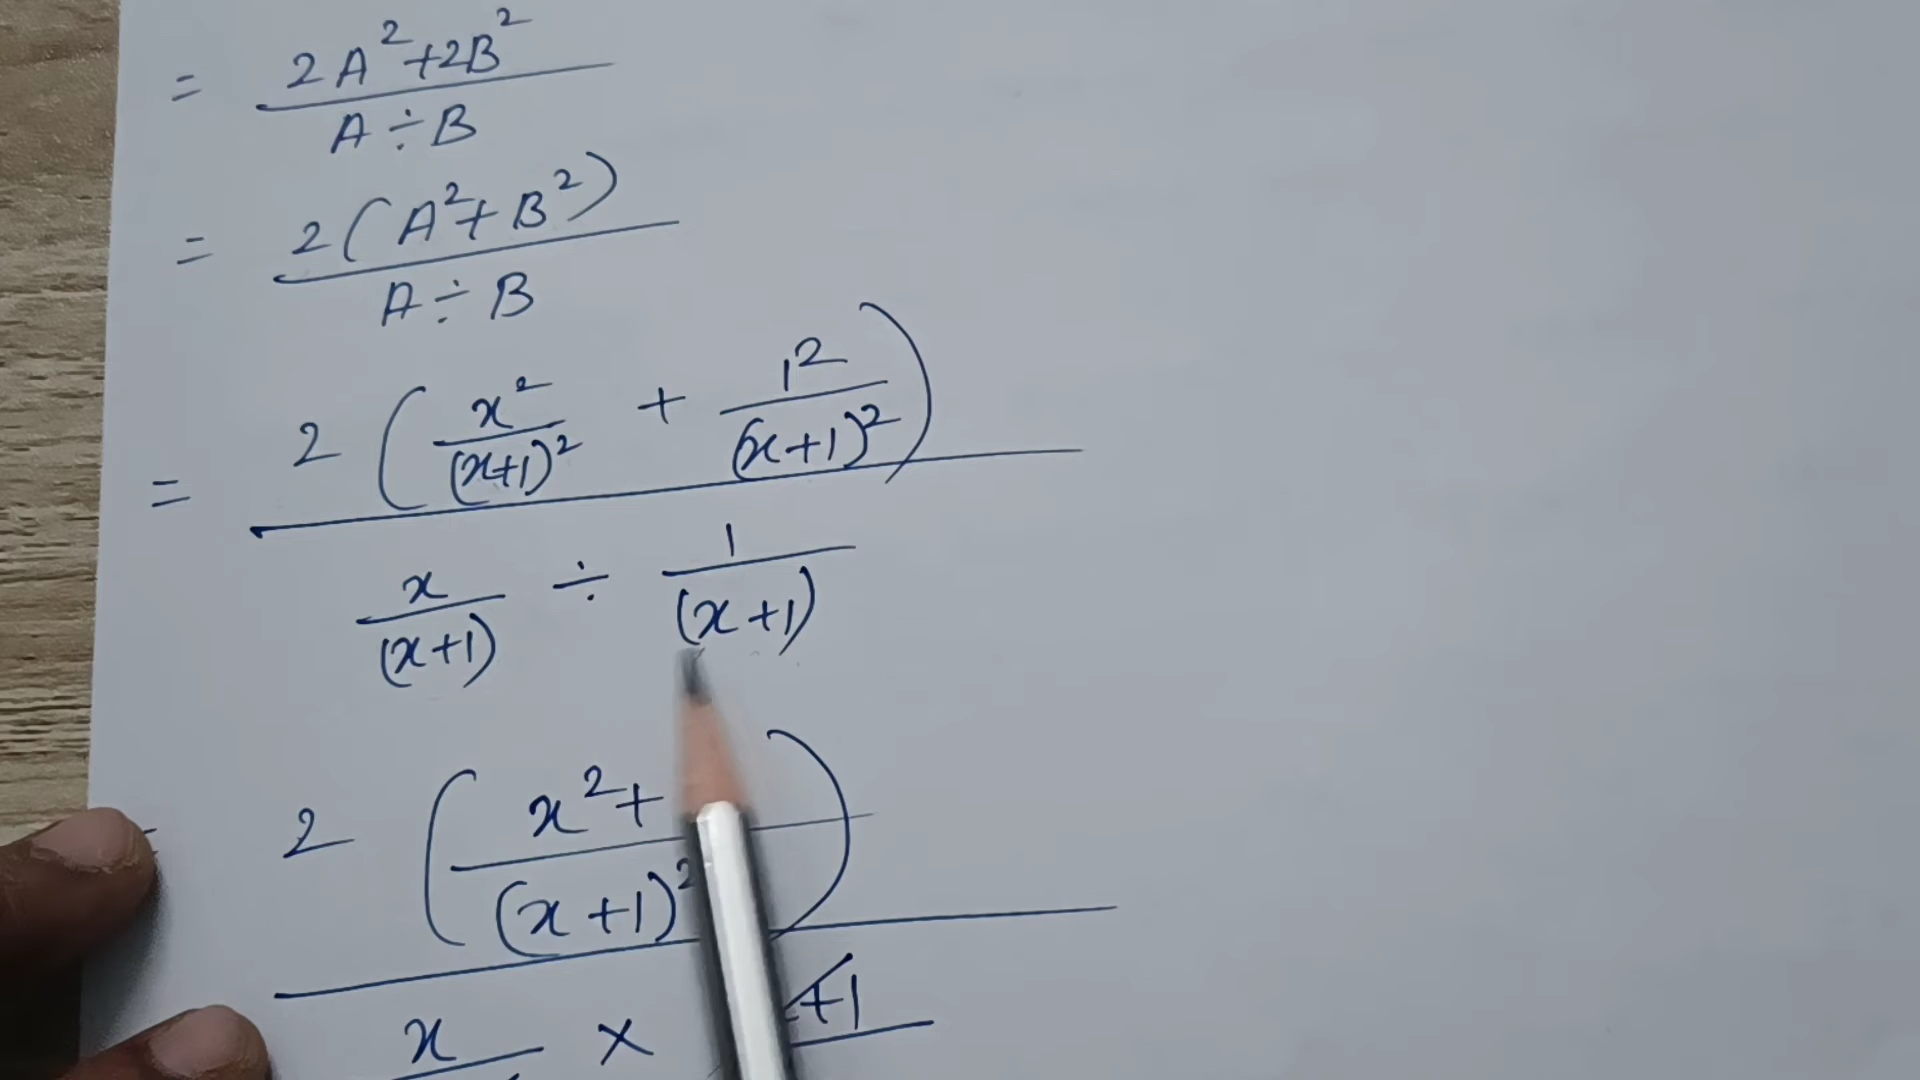 = 2A²+2B²
A ÷ B
= 2(A²+B²)
A ÷ B
= 2 ( x²/(x+1)² + 1²/(x+1)² )
x/(x+1) ÷ 1/(x+1)
2 ( x²+ / (x+1)² )
x × +1